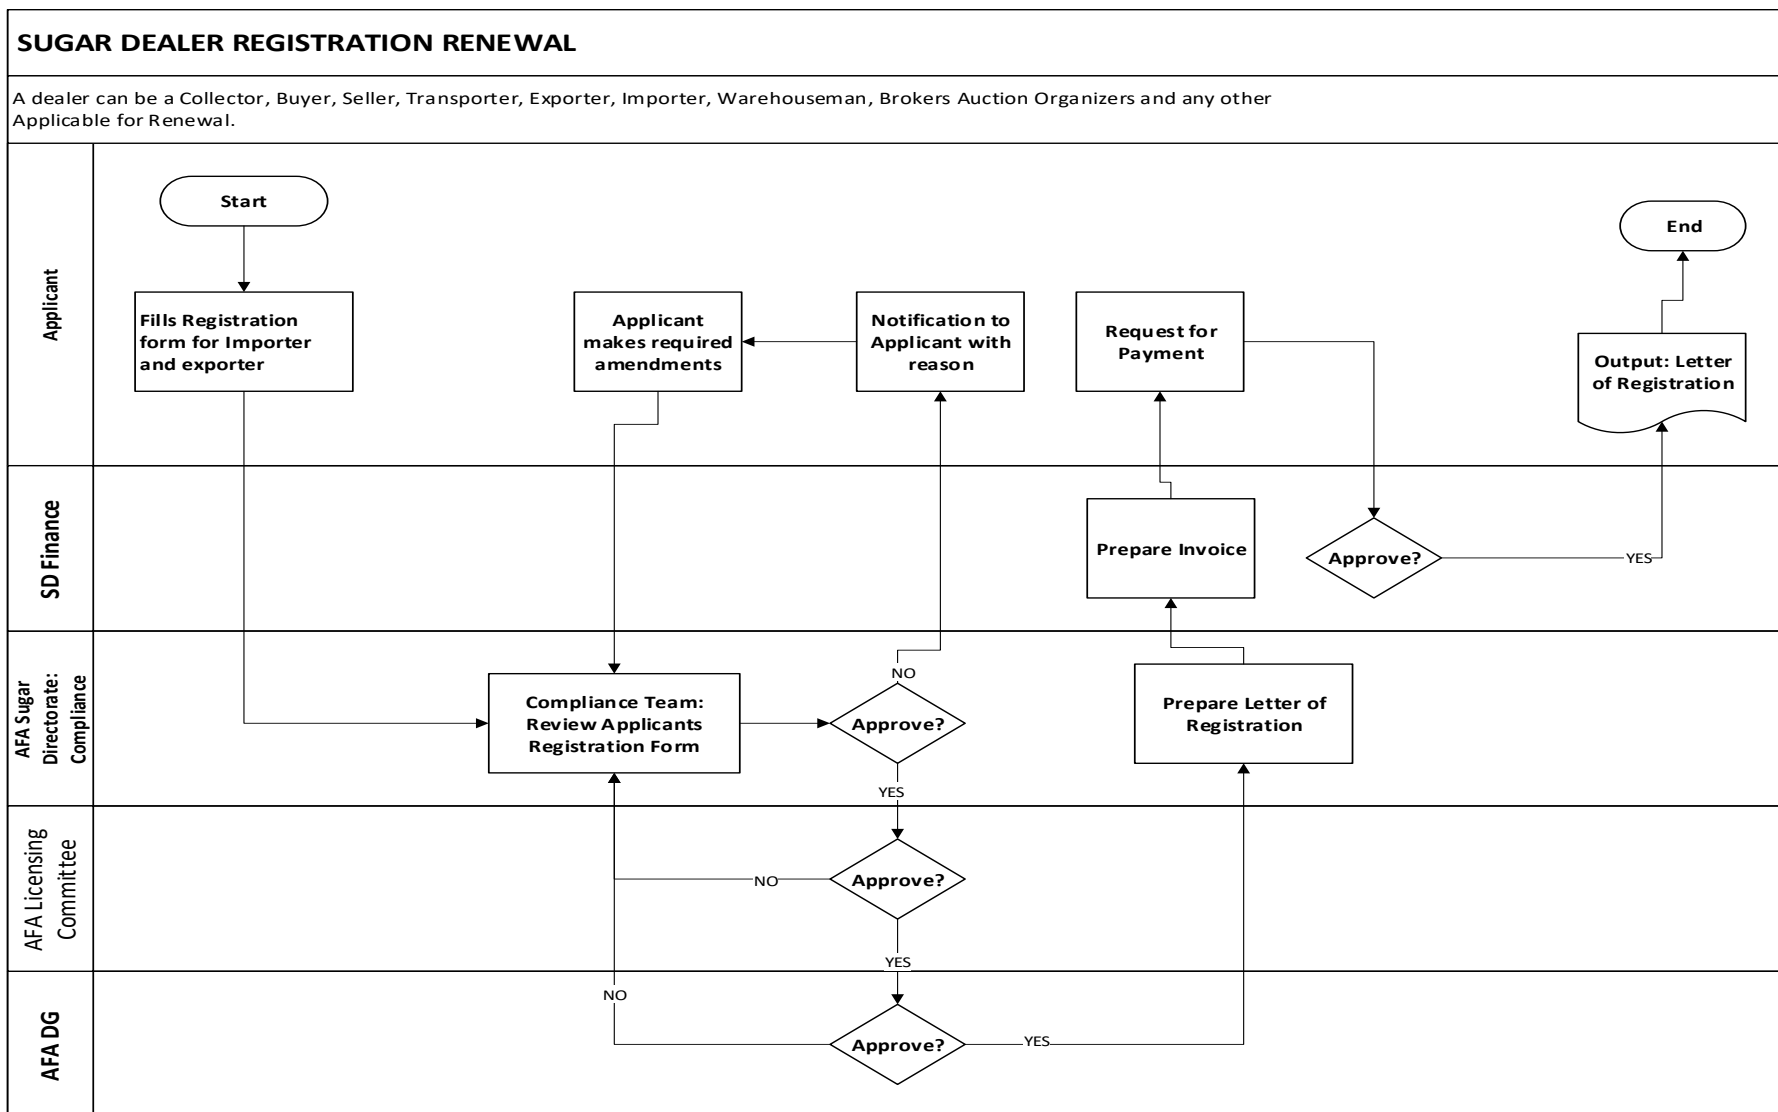 SUGAR DEALER REGISTRATION RENEWAL
A dealer can be a Collector, Buyer, Seller, Transporter, Exporter, Importer, Warehouseman, Brokers Auction Organizers and any other
Applicable for Renewal.
Applicant
Start
End
Fills Registration
form for Importer
and exporter
Applicant
makes required
amendments
Notification to
Applicant with
reason
Request for
Payment
Output: Letter
of Registration
SD Finance
Prepare Invoice
Approve?
YES
AFA Sugar
Directorate:
Compliance
Compliance Team:
Review Applicants
Registration Form
NO
Approve?
YES
Prepare Letter of
Registration
AFA Licensing
Committee
NO
Approve?
YES
AFA DG
NO
Approve?
YES